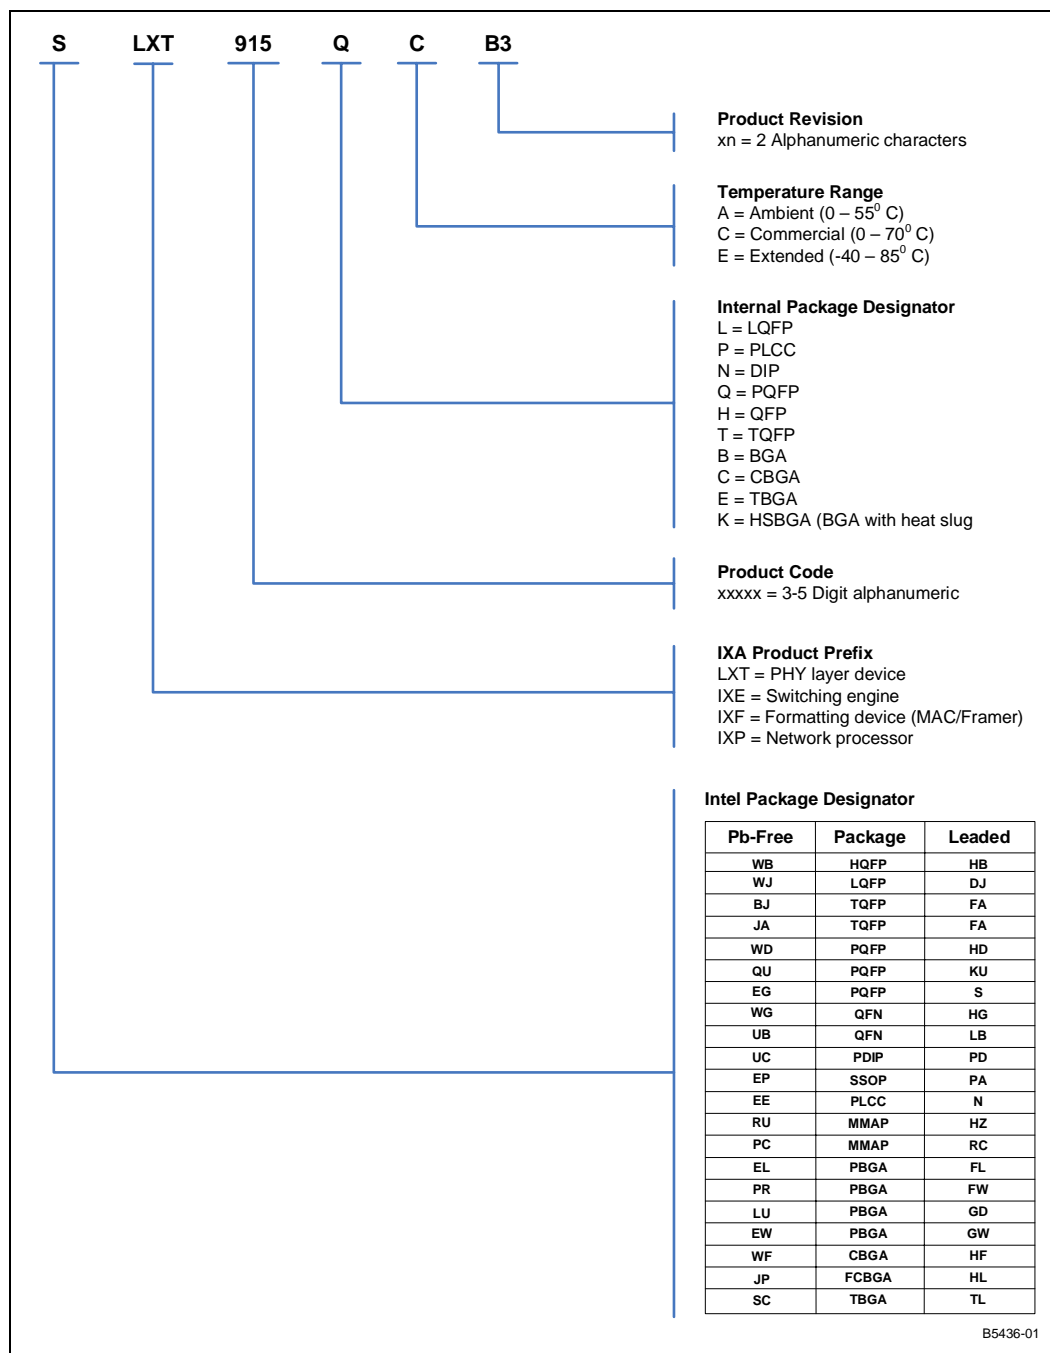 S LXT 915 Q C B3
Product Revision
xn = 2 Alphanumeric characters
Temperature Range
A = Ambient (0 – 55⁰ C)
C = Commercial (0 – 70⁰ C)
E = Extended (-40 – 85⁰ C)
Internal Package Designator
L = LQFP
P = PLCC
N = DIP
Q = PQFP
H = QFP
T = TQFP
B = BGA
C = CBGA
E = TBGA
K = HSBGA (BGA with heat slug
Product Code
xxxxx = 3-5 Digit alphanumeric
IXA Product Prefix
LXT = PHY layer device
IXE = Switching engine
IXF = Formatting device (MAC/Framer)
IXP = Network processor
Intel Package Designator
Pb-Free Package Leaded
WB HQFP HB
WJ LQFP DJ
BJ TQFP FA
JA TQFP FA
WD PQFP HD
QU PQFP KU
EG PQFP S
WG QFN HG
UB QFN LB
UC PDIP PD
EP SSOP PA
EE PLCC N
RU MMAP HZ
PC MMAP RC
EL PBGA FL
PR PBGA FW
LU PBGA GD
EW PBGA GW
WF CBGA HF
JP FCBGA HL
SC TBGA TL
B5436-01